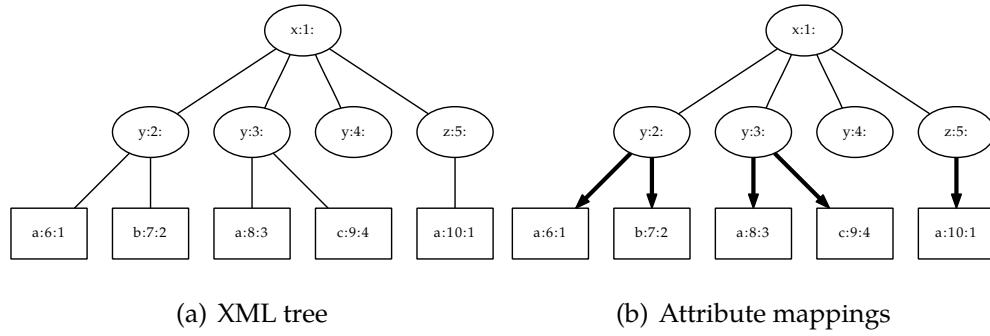 x:1: x:1:
y:2: y:3: y:4: z:5: y:2: y:3: y:4: z:5:
a:6:1 b:7:2 a:8:3 c:9:4 a:10:1 a:6:1 b:7:2 a:8:3 c:9:4 a:10:1
(a) XML tree (b) Attribute mappings